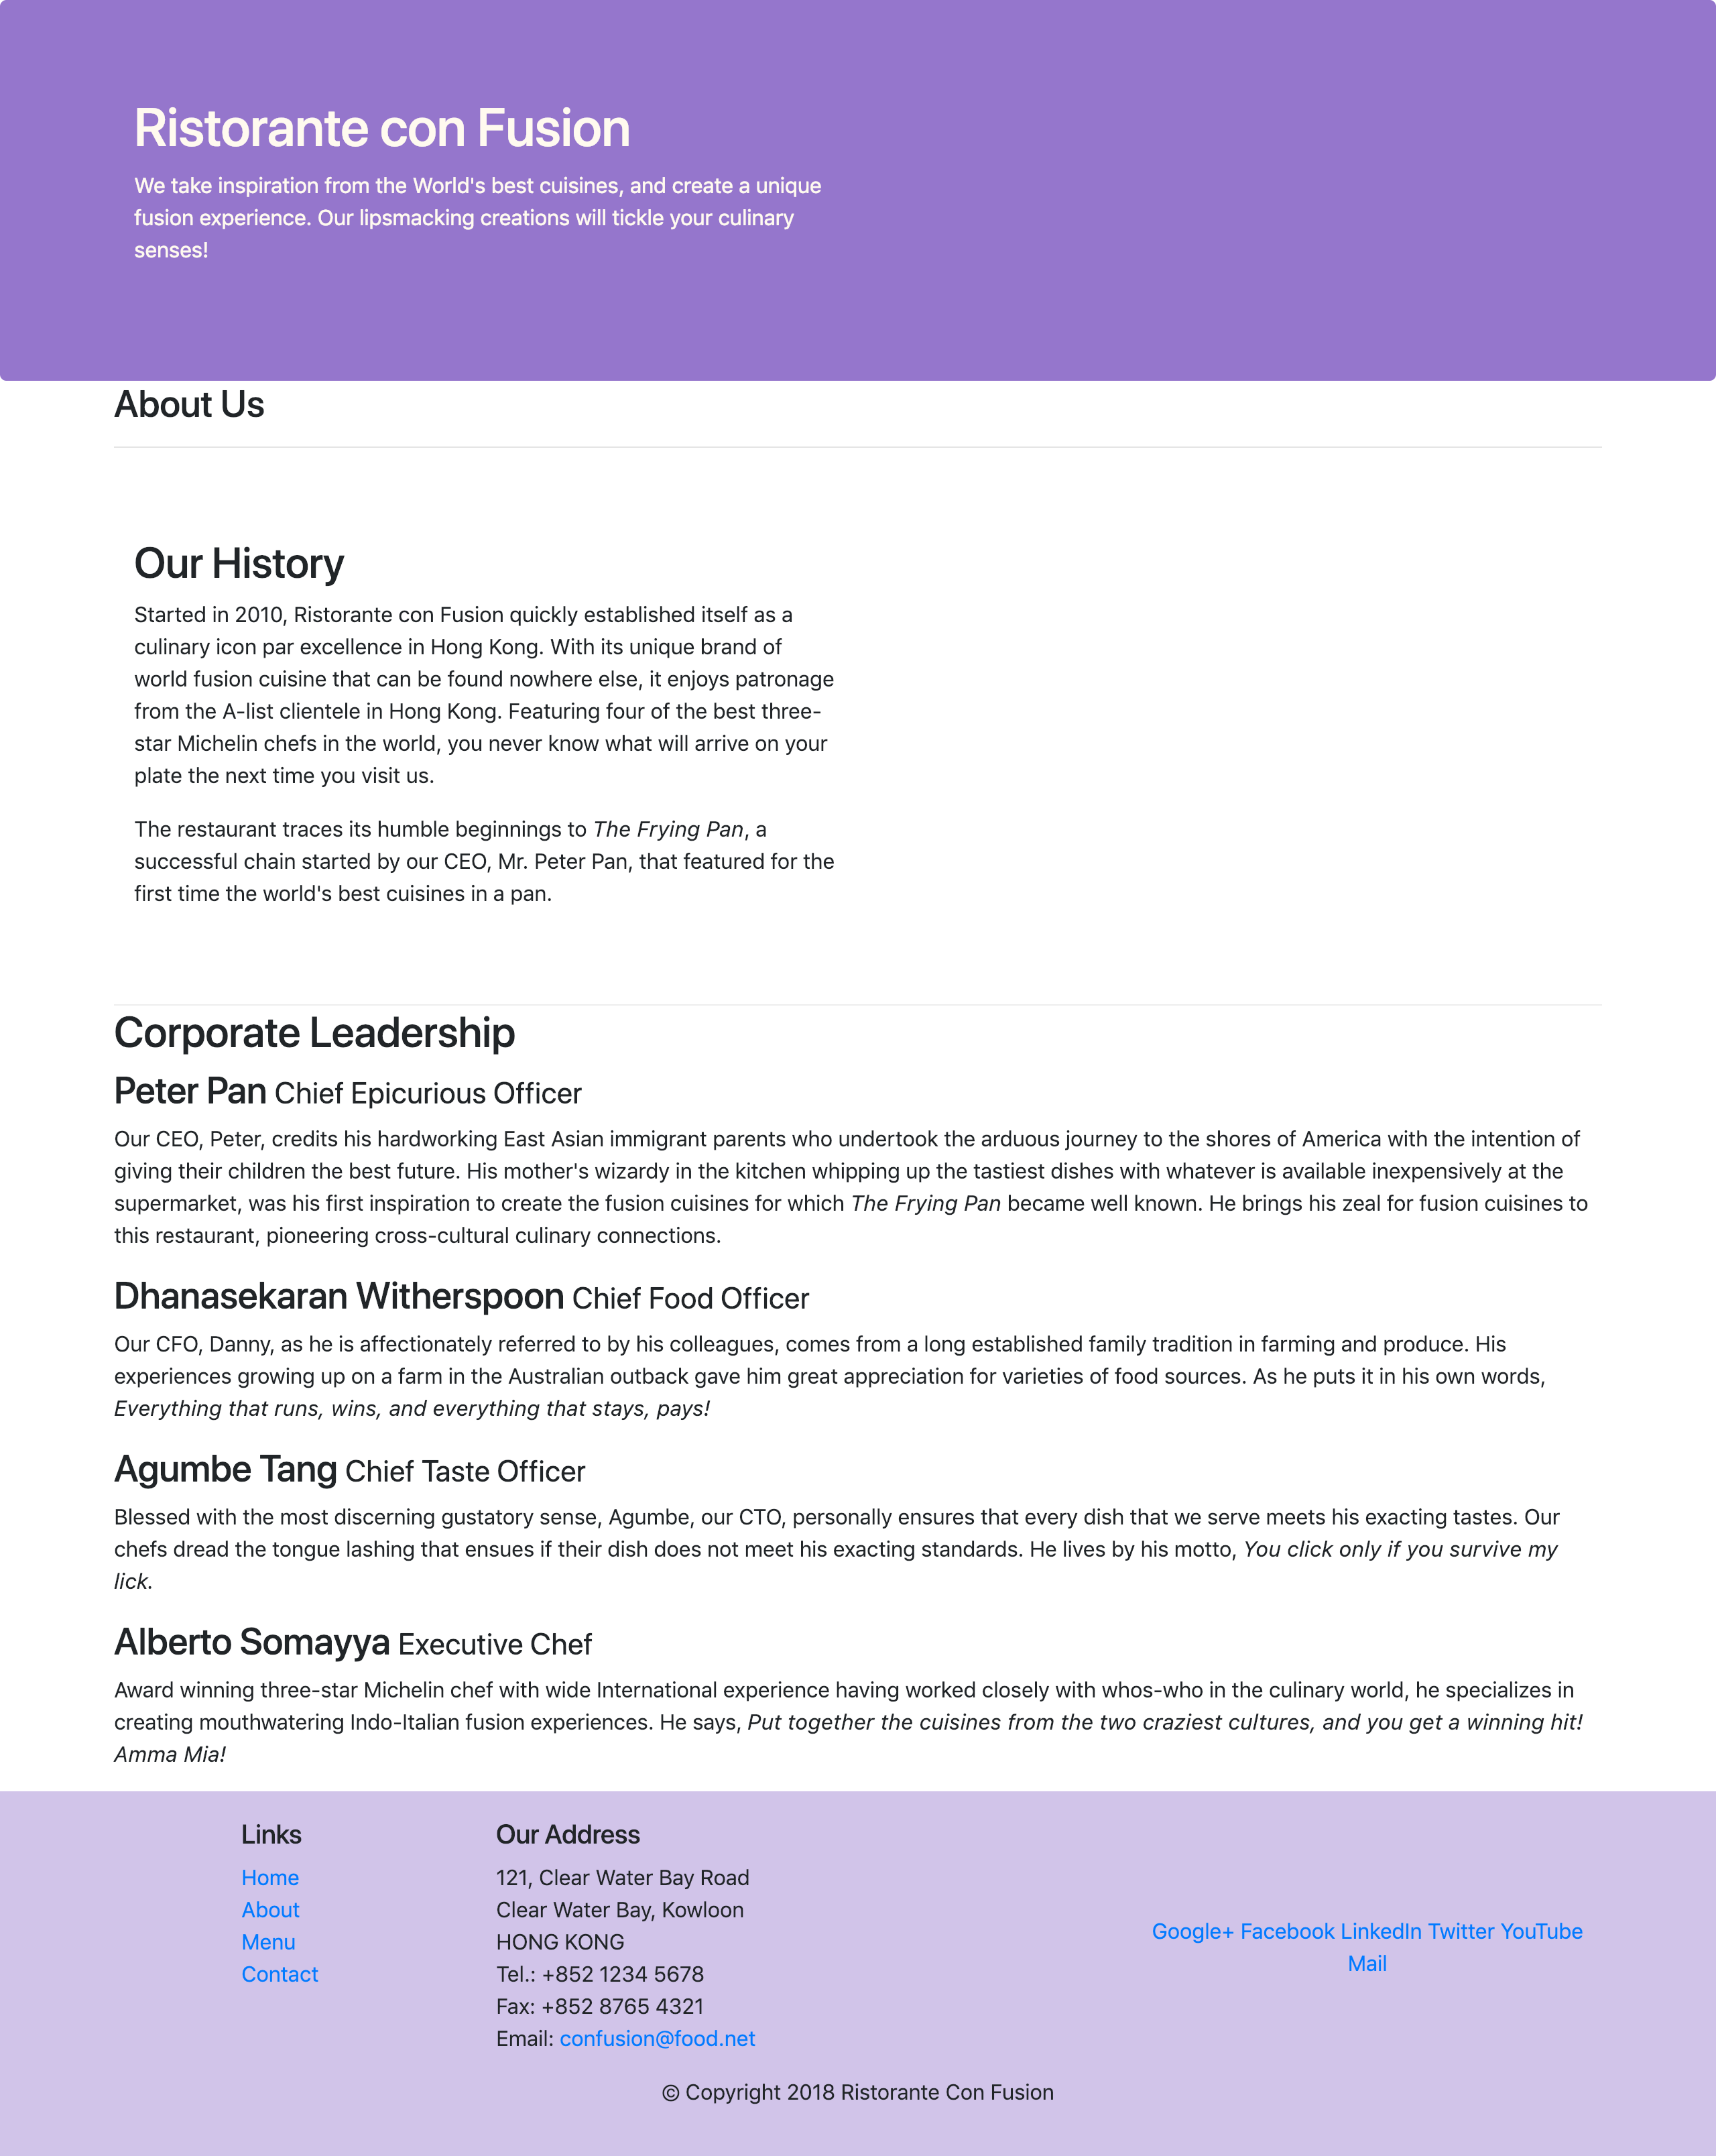 Ristorante con Fusion
We take inspiration from the World's best cuisines, and create a unique
fusion experience. Our lipsmacking creations will tickle your culinary
senses!
About Us
Our History
Started in 2010, Ristorante con Fusion quickly established itself as a
culinary icon par excellence in Hong Kong. With its unique brand of
world fusion cuisine that can be found nowhere else, it enjoys patronage
from the A-list clientele in Hong Kong. Featuring four of the best three-
star Michelin chefs in the world, you never know what will arrive on your
plate the next time you visit us.
The restaurant traces its humble beginnings to The Frying Pan, a
successful chain started by our CEO, Mr. Peter Pan, that featured for the
first time the world's best cuisines in a pan.
Corporate Leadership
Peter Pan Chief Epicurious Officer
Our CEO, Peter, credits his hardworking East Asian immigrant parents who undertook the arduous journey to the shores of America with the intention of
giving their children the best future. His mother's wizardy in the kitchen whipping up the tastiest dishes with whatever is available inexpensively at the
supermarket, was his first inspiration to create the fusion cuisines for which The Frying Pan became well known. He brings his zeal for fusion cuisines to
this restaurant, pioneering cross-cultural culinary connections.
Dhanasekaran Witherspoon Chief Food Officer
Our CFO, Danny, as he is affectionately referred to by his colleagues, comes from a long established family tradition in farming and produce. His
experiences growing up on a farm in the Australian outback gave him great appreciation for varieties of food sources. As he puts it in his own words,
Everything that runs, wins, and everything that stays, pays!
Agumbe Tang Chief Taste Officer
Blessed with the most discerning gustatory sense, Agumbe, our CTO, personally ensures that every dish that we serve meets his exacting tastes. Our
chefs dread the tongue lashing that ensues if their dish does not meet his exacting standards. He lives by his motto, You click only if you survive my
lick.
Alberto Somayya Executive Chef
Award winning three-star Michelin chef with wide International experience having worked closely with whos-who in the culinary world, he specializes in
creating mouthwatering Indo-Italian fusion experiences. He says, Put together the cuisines from the two craziest cultures, and you get a winning hit!
Amma Mia!
Links
Home
About
Menu
Contact
Our Address
121, Clear Water Bay Road
Clear Water Bay, Kowloon
HONG KONG
Tel.: +852 1234 5678
Fax: +852 8765 4321
Email: confusion@food.net
Google+ Facebook LinkedIn Twitter YouTube
Mail
© Copyright 2018 Ristorante Con Fusion